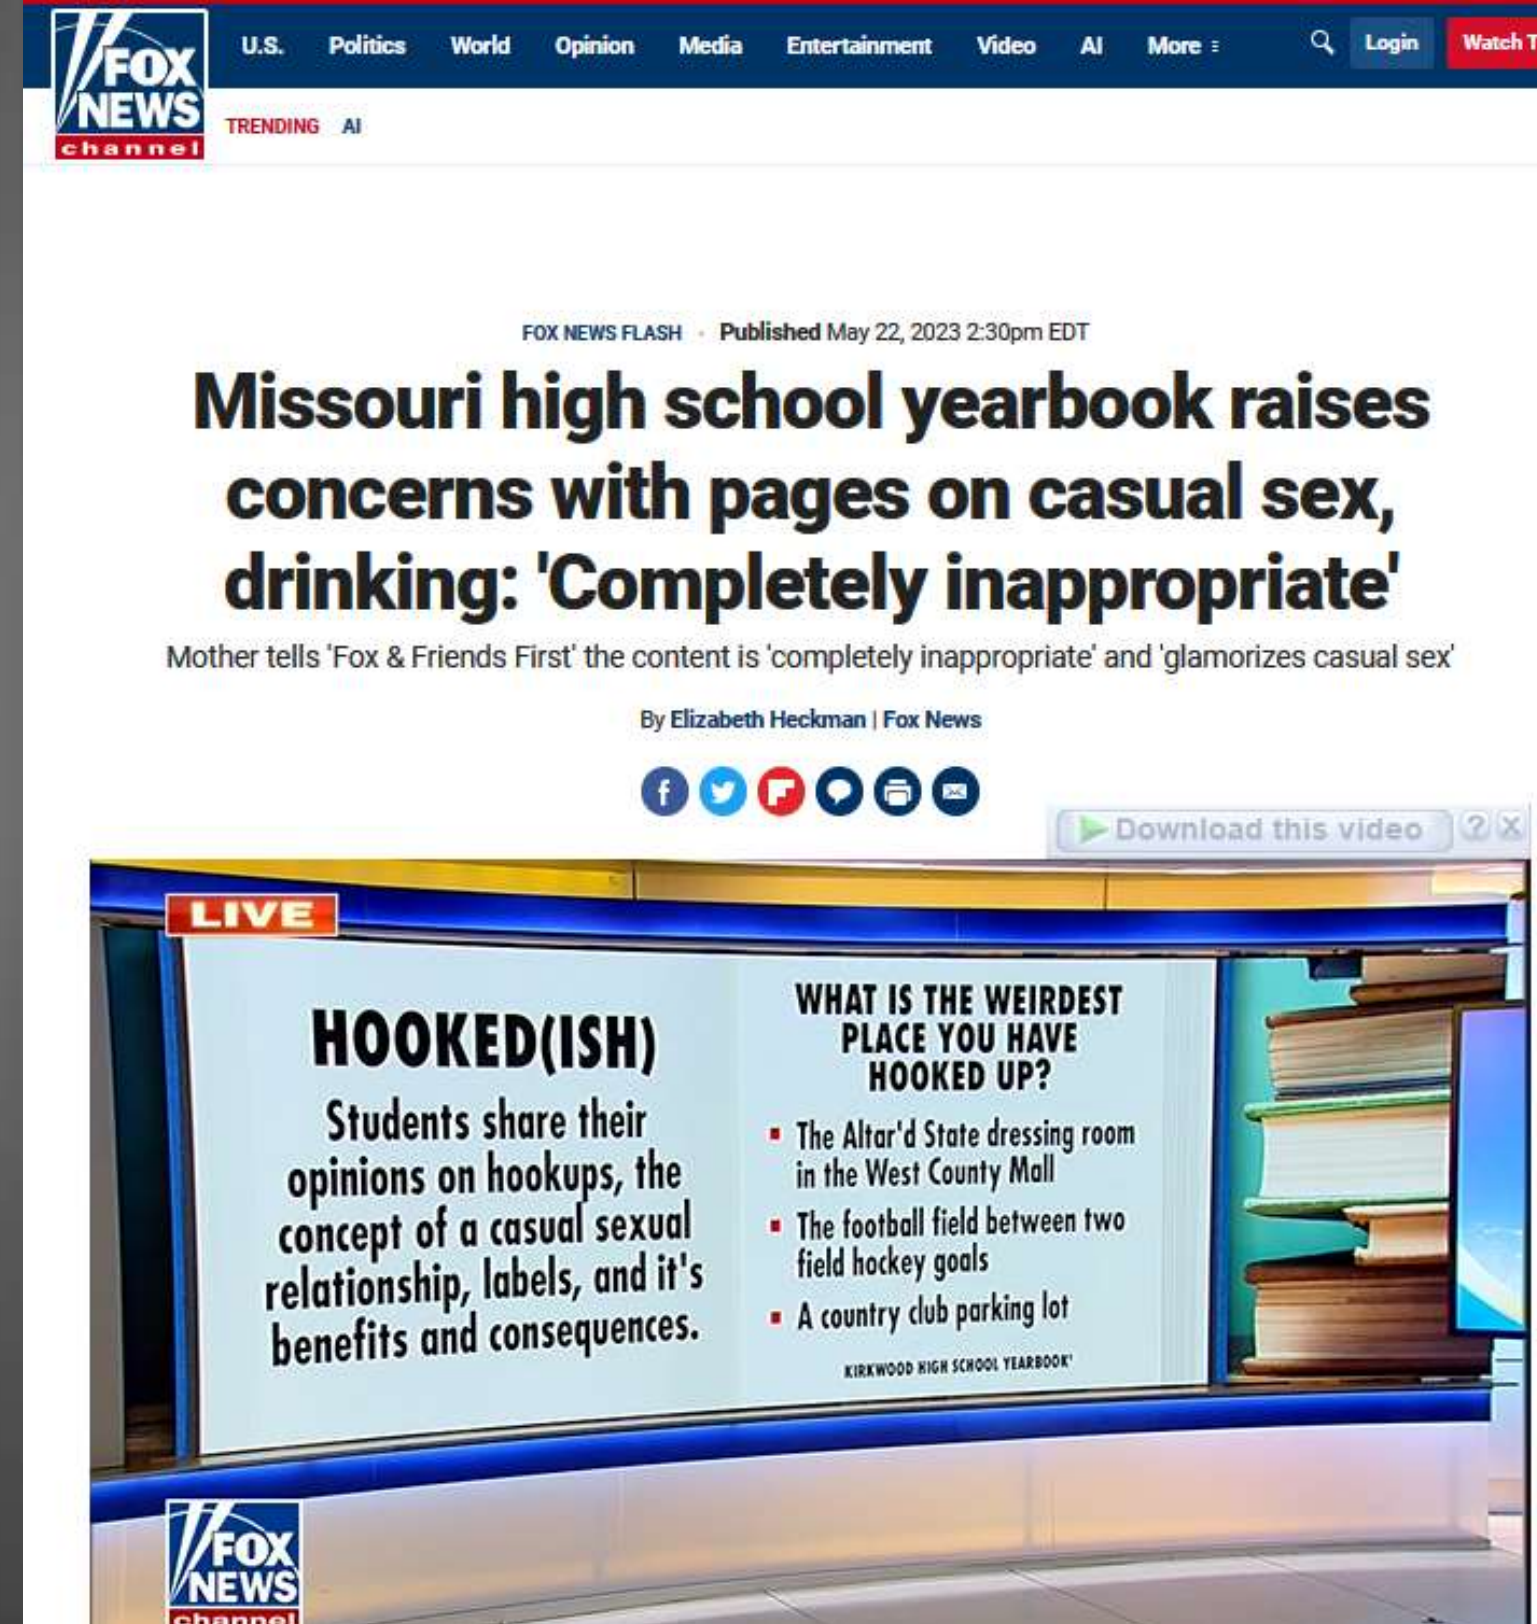 FOX
NEWS
channel
U.S. Politics World Opinion Media Entertainment Video AI More Login Watch T
TRENDING AI
FOX NEWS FLASH · Published May 22, 2023 2:30pm EDT
Missouri high school yearbook raises
concerns with pages on casual sex,
drinking: 'Completely inappropriate'
Mother tells 'Fox & Friends First' the content is 'completely inappropriate' and 'glamorizes casual sex'
By Elizabeth Heckman | Fox News
Download this video ? X
LIVE
HOOKED(ISH)
Students share their
opinions on hookups, the
concept of a casual sexual
relationship, labels, and it's
benefits and consequences.
WHAT IS THE WEIRDEST
PLACE YOU HAVE
HOOKED UP?
▪ The Altar'd State dressing room
in the West County Mall
▪ The football field between two
field hockey goals
▪ A country club parking lot
KIRKWOOD HIGH SCHOOL YEARBOOK'
FOX
NEWS
channel